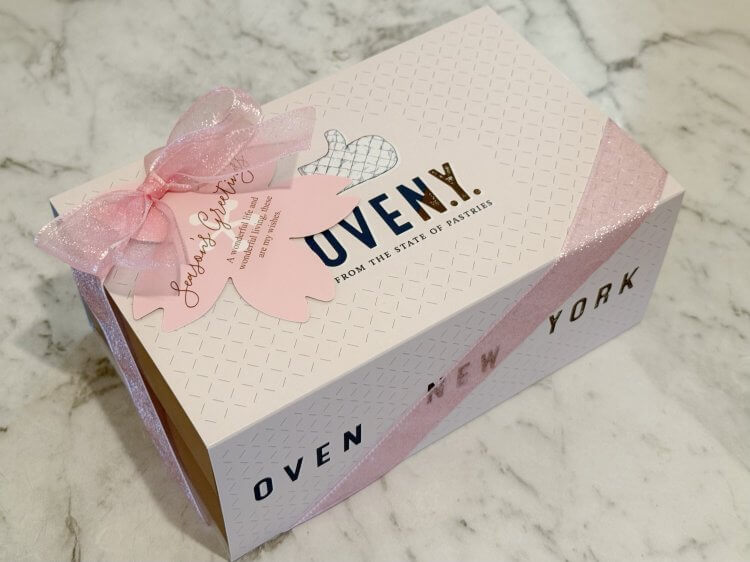 Season's Greetings
A wonderful life and
wonderful living, these
are my wishes.
OVEN N.Y.
FROM THE STATE OF PASTRIES
OVEN NEW YORK